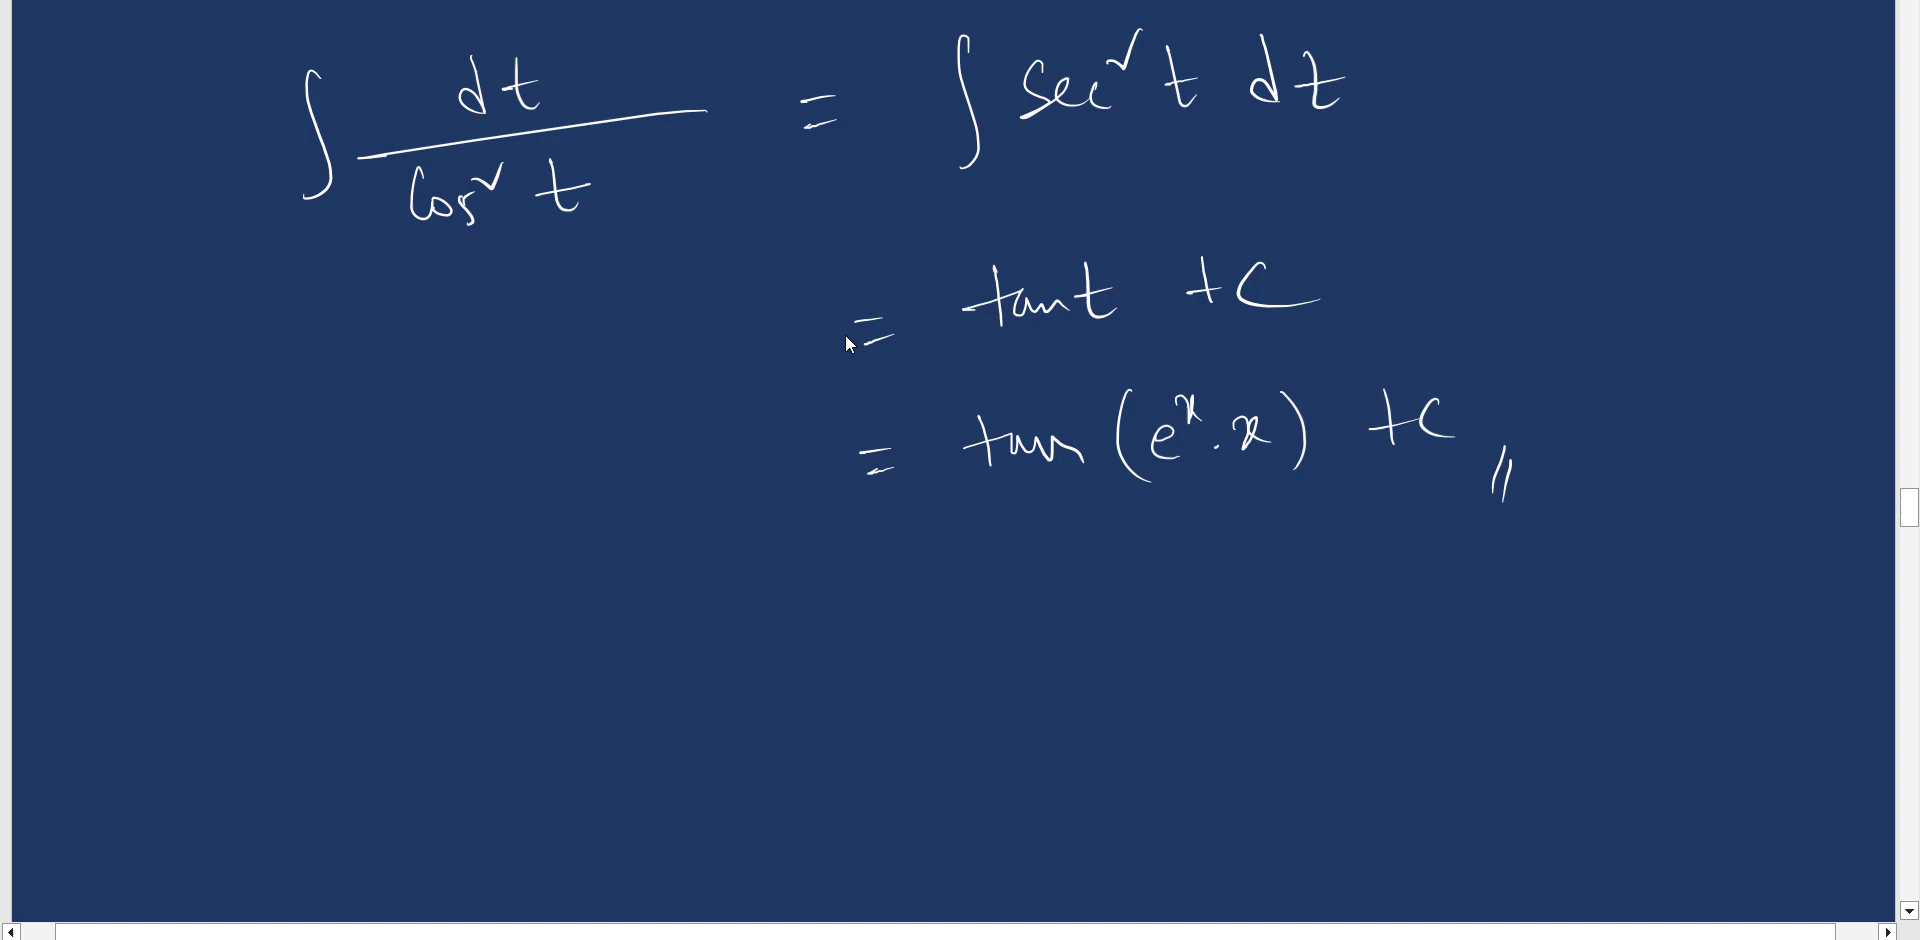 ∫ dt / cos² t = ∫ sec² t dt
= tan t + c
= tan (eˣ · x) + c //